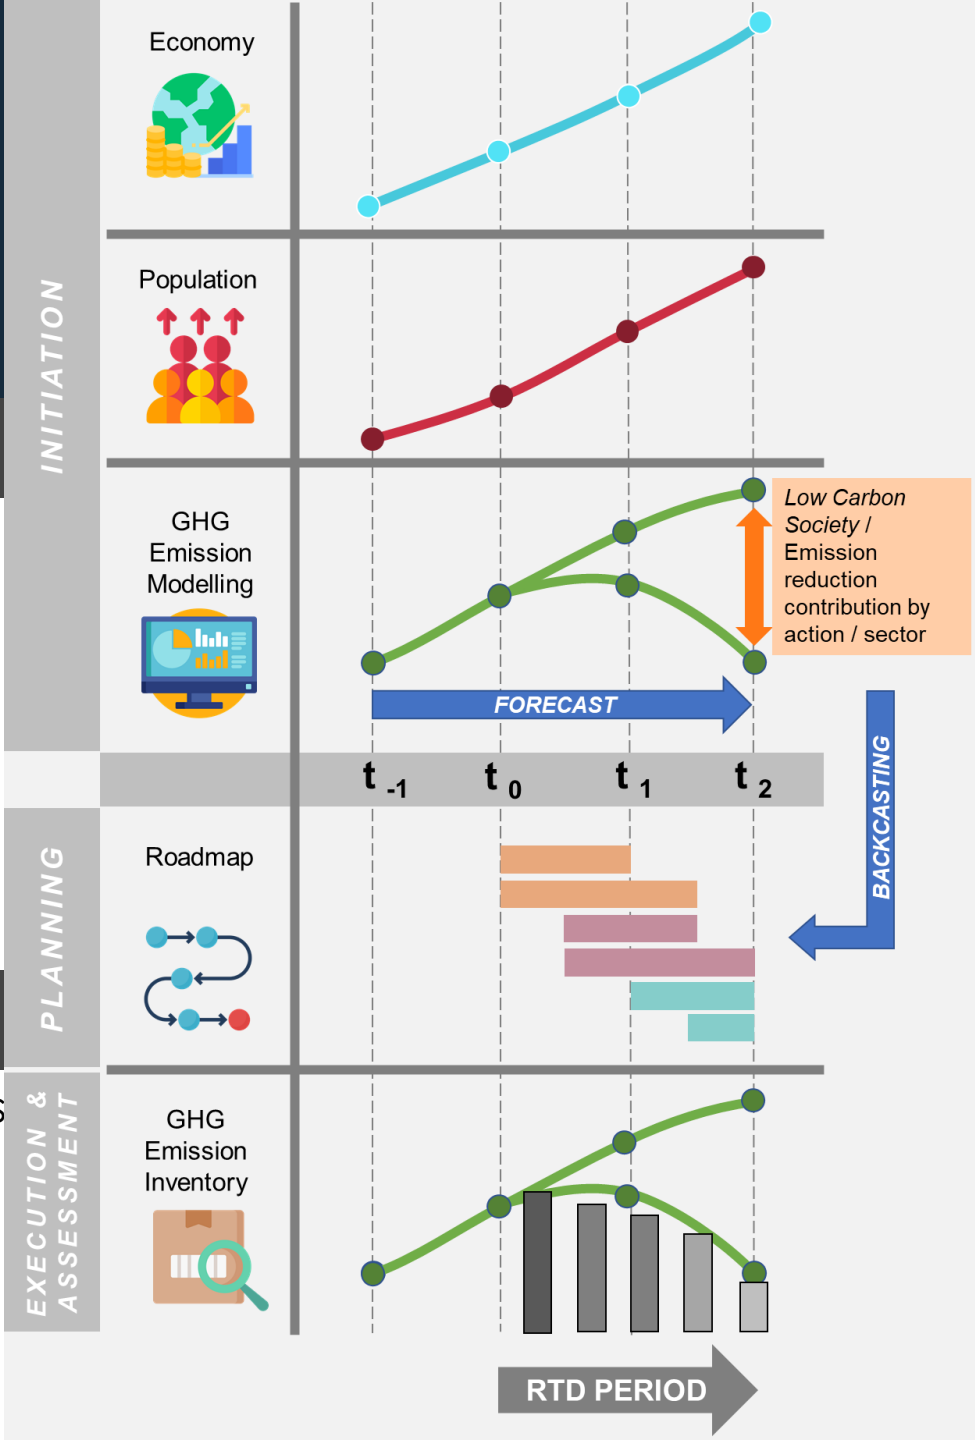 Economy
INITIATION
Population
GHG
Emission
Modelling
Low Carbon
Society /
Emission
reduction
contribution by
action / sector
FORECAST
BACKCASTING
t -1
t 0
t 1
t 2
PLANNING
Roadmap
EXECUTION &
ASSESSMENT
GHG
Emission
Inventory
RTD PERIOD